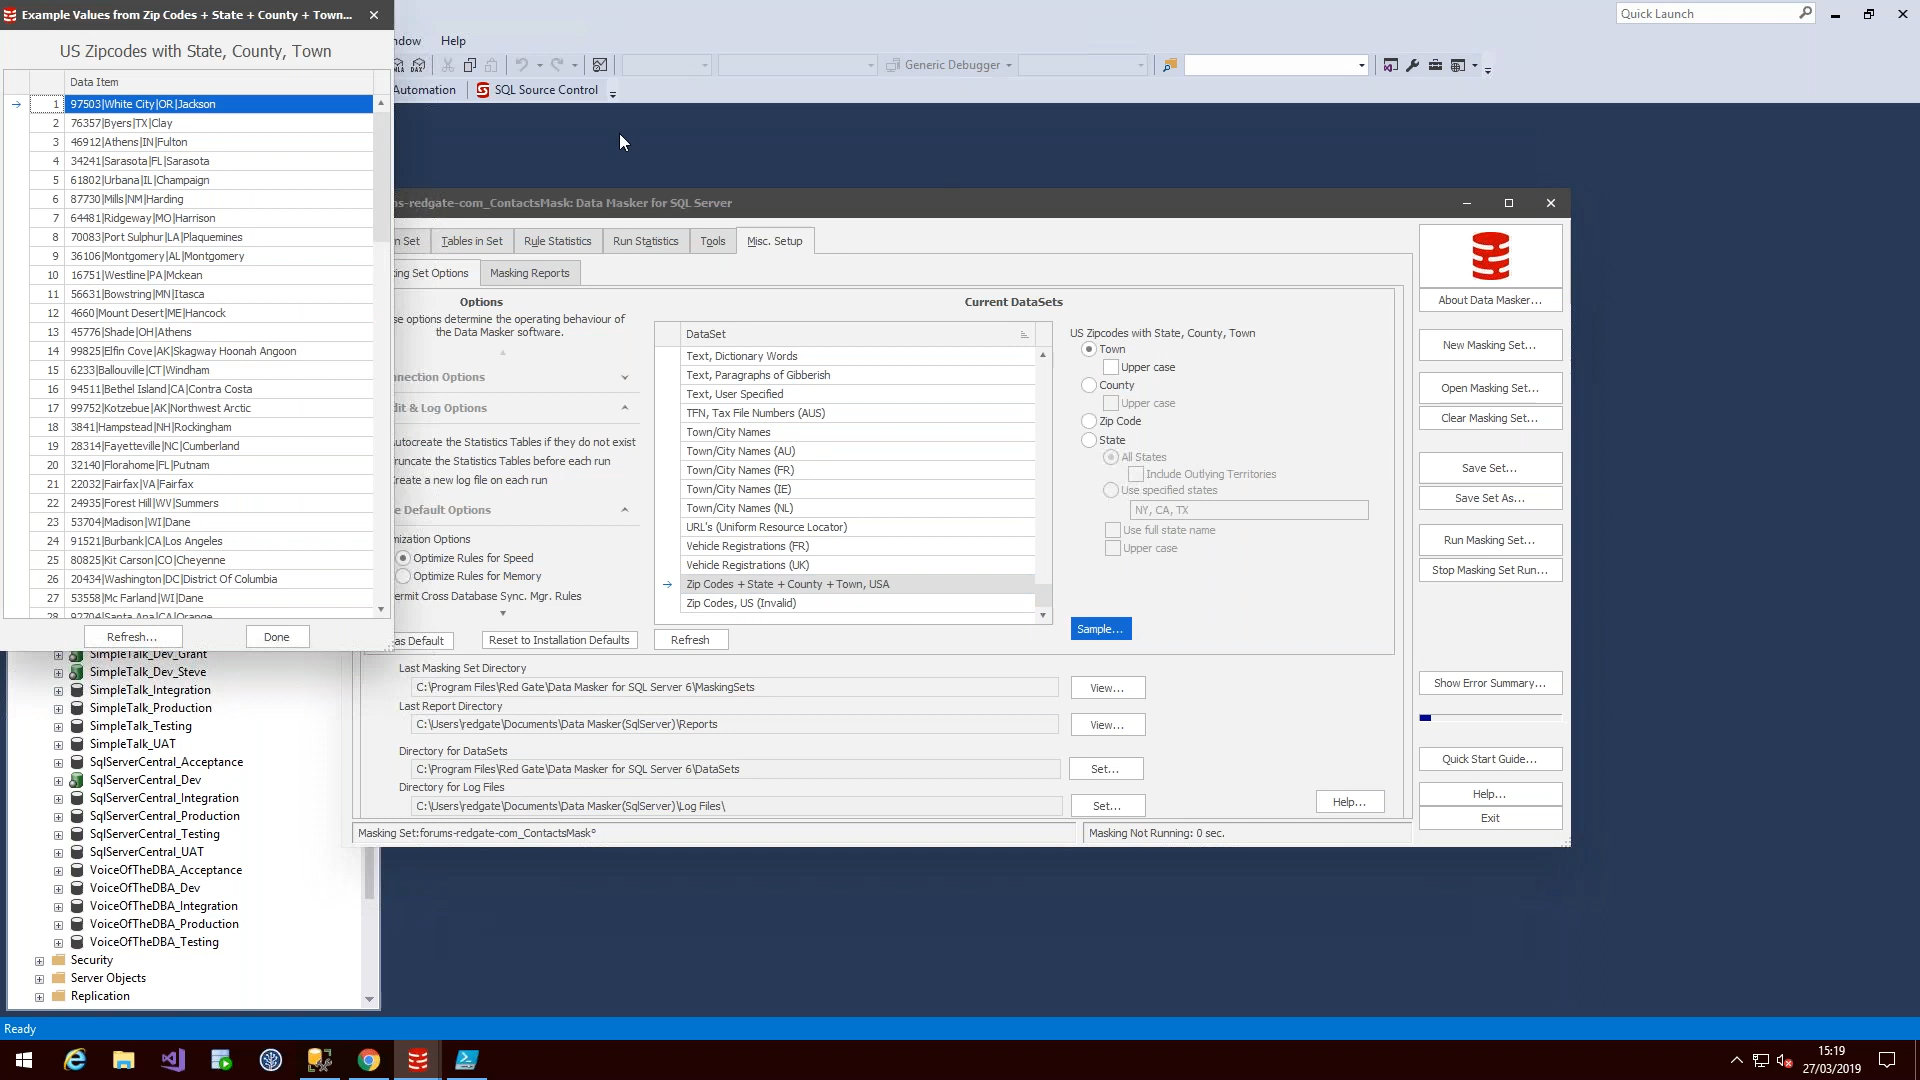 Example Values from Zip Codes + State + County + Town...
US Zipcodes with State, County, Town
Data Item
1 97503|White City|OR|Jackson
2 76357|Byers|TX|Clay
3 46912|Athens|IN|Fulton
4 34241|Sarasota|FL|Sarasota
5 61802|Urbana|IL|Champaign
6 87730|Mills|NM|Harding
7 64481|Ridgeway|MO|Harrison
8 70083|Port Sulphur|LA|Plaquemines
9 36106|Montgomery|AL|Montgomery
10 16751|Westline|PA|Mckean
11 56631|Bowstring|MN|Itasca
12 4660|Mount Desert|ME|Hancock
13 45776|Shade|OH|Athens
14 99825|Elfin Cove|AK|Skagway Hoonah Angoon
15 6233|Ballouville|CT|Windham
16 94511|Bethel Island|CA|Contra Costa
17 99752|Kotzebue|AK|Northwest Arctic
18 3841|Hampstead|NH|Rockingham
19 28314|Fayetteville|NC|Cumberland
20 32140|Florahome|FL|Putnam
21 22032|Fairfax|VA|Fairfax
22 24935|Forest Hill|WV|Summers
23 53704|Madison|WI|Dane
24 91521|Burbank|CA|Los Angeles
25 80825|Kit Carson|CO|Cheyenne
26 20434|Washington|DC|District Of Columbia
27 53558|Mc Farland|WI|Dane
28 92704|Santa Ana|CA|Orange
Refresh...
Done
Quick Launch
ndow Help
Generic Debugger
Automation
SQL Source Control
s-redgate-com_ContactsMask: Data Masker for SQL Server
n Set
Tables in Set
Rule Statistics
Run Statistics
Tools
Misc. Setup
ing Set Options
Masking Reports
Options
se options determine the operating behaviour of
the Data Masker software.
nnection Options
dit & Log Options
utocreate the Statistics Tables if they do not exist
runcate the Statistics Tables before each run
reate a new log file on each run
e Default Options
mization Options
Optimize Rules for Speed
Optimize Rules for Memory
ermit Cross Database Sync. Mgr. Rules
as Default
Reset to Installation Defaults
Current DataSets
DataSet
Text, Dictionary Words
Text, Paragraphs of Gibberish
Text, User Specified
TFN, Tax File Numbers (AUS)
Town/City Names
Town/City Names (AU)
Town/City Names (FR)
Town/City Names (IE)
Town/City Names (NL)
URL's (Uniform Resource Locator)
Vehicle Registrations (FR)
Vehicle Registrations (UK)
Zip Codes + State + County + Town, USA
Zip Codes, US (Invalid)
Refresh
US Zipcodes with State, County, Town
Town
Upper case
County
Upper case
Zip Code
State
All States
Include Outlying Territories
Use specified states
NY, CA, TX
Use full state name
Upper case
Sample...
Last Masking Set Directory
C:\Program Files\Red Gate\Data Masker for SQL Server 6\MaskingSets
View...
Last Report Directory
C:\Users\redgate\Documents\Data Masker(SqlServer)\Reports
View...
Directory for DataSets
C:\Program Files\Red Gate\Data Masker for SQL Server 6\DataSets
Set...
Directory for Log Files
C:\Users\redgate\Documents\Data Masker(SqlServer)\Log Files\
Set...
Help...
Masking Set:forums-redgate-com_ContactsMask°
Masking Not Running: 0 sec.
About Data Masker...
New Masking Set...
Open Masking Set...
Clear Masking Set...
Save Set...
Save Set As...
Run Masking Set...
Stop Masking Set Run...
Show Error Summary...
Quick Start Guide...
Help...
Exit
SimpleTalk_Dev_Grant
SimpleTalk_Dev_Steve
SimpleTalk_Integration
SimpleTalk_Production
SimpleTalk_Testing
SimpleTalk_UAT
SqlServerCentral_Acceptance
SqlServerCentral_Dev
SqlServerCentral_Integration
SqlServerCentral_Production
SqlServerCentral_Testing
SqlServerCentral_UAT
VoiceOfTheDBA_Acceptance
VoiceOfTheDBA_Dev
VoiceOfTheDBA_Integration
VoiceOfTheDBA_Production
VoiceOfTheDBA_Testing
Security
Server Objects
Replication
Ready
15:19
27/03/2019